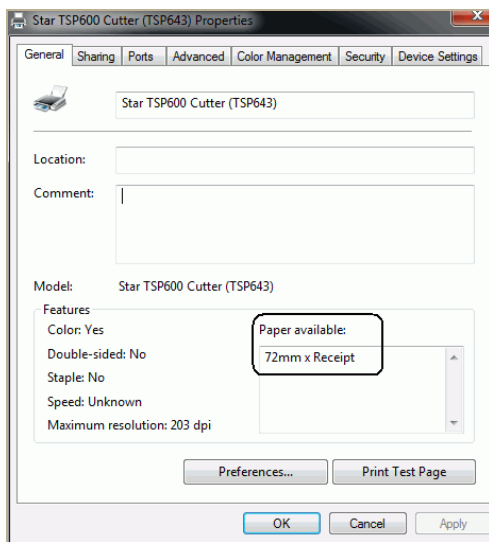 Star TSP600 Cutter (TSP643) Properties
General Sharing Ports Advanced Color Management Security Device Settings
Star TSP600 Cutter (TSP643)
Location:
Comment:
Model: Star TSP600 Cutter (TSP643)
Features
Color: Yes Paper available:
Double-sided: No 72mm x Receipt
Staple: No
Speed: Unknown
Maximum resolution: 203 dpi
Preferences... Print Test Page
OK Cancel Apply